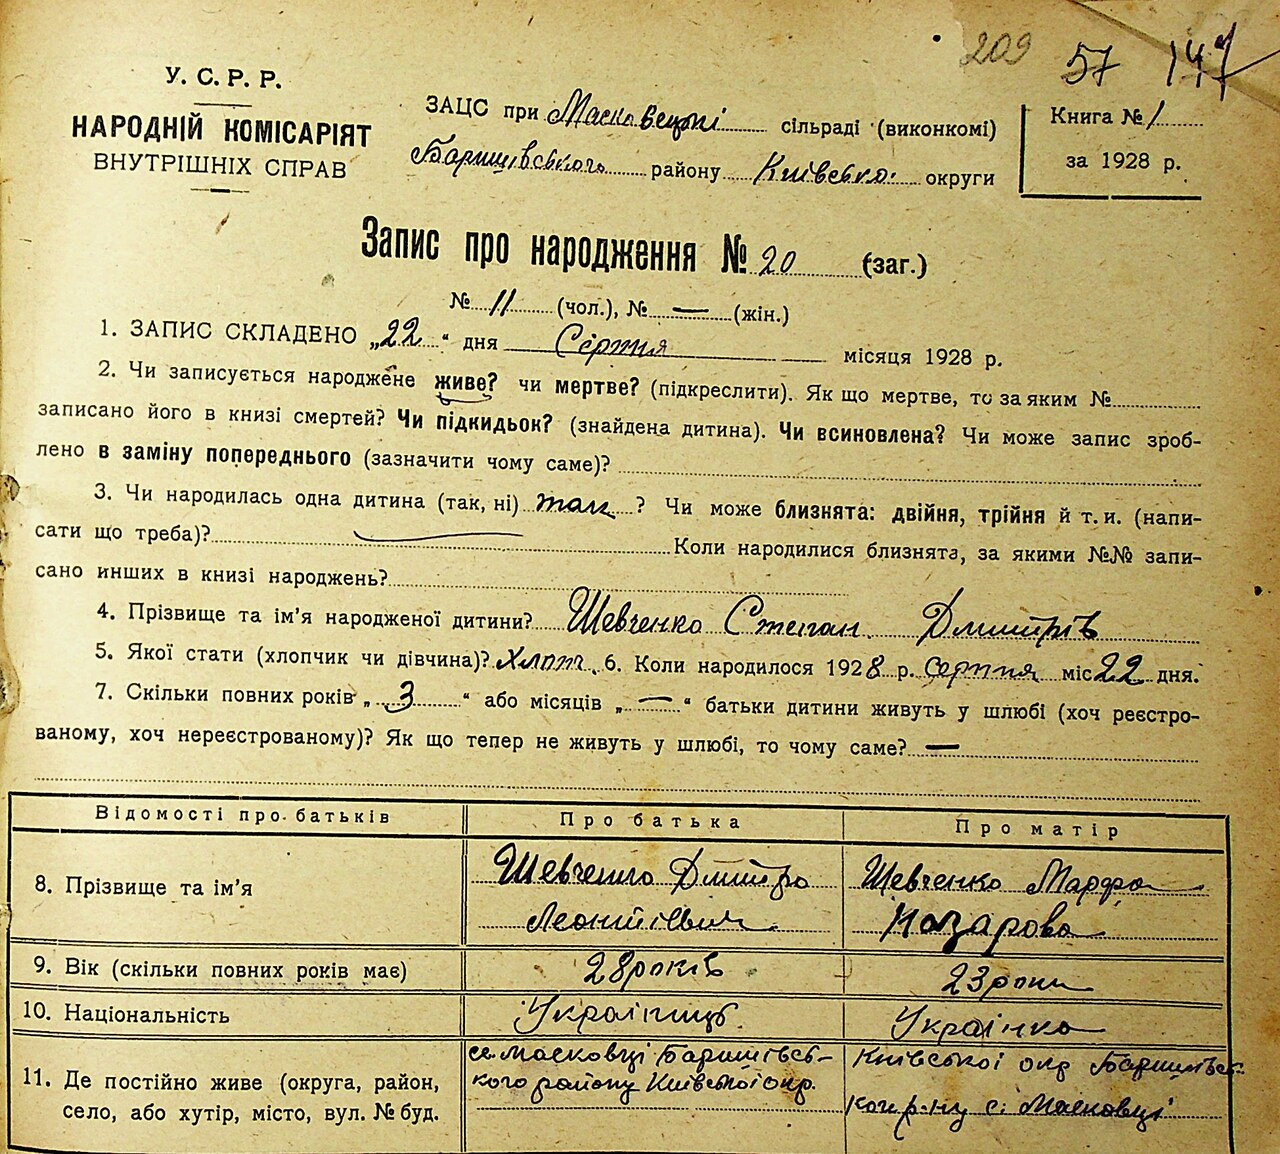 209 57 147
У. С. Р. Р.
НАРОДНІЙ КОМІСАРІЯТ
ВНУТРІШНІХ СПРАВ
ЗАЦС при Масковецькі сільраді (виконкомі)
Баришівського району Київсько. округи
Книга № 1
за 1928 р.
Запис про народження № 20 (заг.)
№ 11 (чол.), № — (жін.)
1. ЗАПИС СКЛАДЕНО „22“ дня Сєрпня місяця 1928 р.
2. Чи записується народжене живе? чи мертве? (підкреслити). Як що мертве, то за яким №
записано його в книзі смертей? Чи підкидьок? (знайдена дитина). Чи всиновлена? Чи може запис зроб-
лено в заміну попереднього (зазначити чому саме)?
3. Чи народилась одна дитина (так, ні) так ? Чи може близнята: двійня, трійня й т. и. (напи-
сати що треба)? Коли народилися близнята, за якими №№ запи-
сано инших в книзі народжень?
4. Прізвище та ім’я народженої дитини? Шевченко Степан Дмитрів
5. Якої стати (хлопчик чи дівчина)? хлоп. 6. Коли народилося 1928 р. серпня міс 22 дня.
7. Скільки повних років „ 3 “ або місяців „ — “ батьки дитини живуть у шлюбі (хоч реєстро-
ваному, хоч нереєстрованому)? Як що тепер не живуть у шлюбі, то чому саме? —
Відомості про батьків Про батька Про матір
8. Прізвище та ім’я Шевченко Дмитро Шевченко Марфа
Леонтієвич Назарова
9. Вік (скільки повних років має) 28 років 23 роки
10. Національність Українець Українка
11. Де постійно живе (округа, район,
село, або хутір, місто, вул. № буд.
се. Масковці Баришівсь-
кого району Київської окр.
Київської окр Баришівсь-
ког р-ну с. Масковці